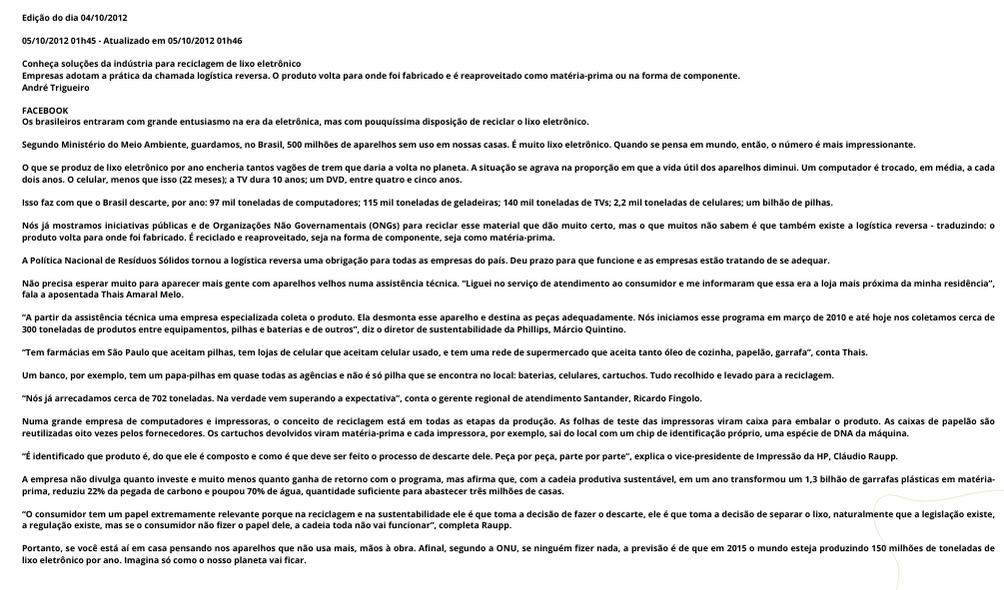 Edição do dia 04/10/2012
05/10/2012 01h45 - Atualizado em 05/10/2012 01h46
Conheça soluções da indústria para reciclagem de lixo eletrônico
Empresas adotam a prática da chamada logística reversa. O produto volta para onde foi fabricado e é reaproveitado como matéria-prima ou na forma de componente.
André Trigueiro
FACEBOOK
Os brasileiros entraram com grande entusiasmo na era da eletrônica, mas com pouquíssima disposição de reciclar o lixo eletrônico.
Segundo Ministério do Meio Ambiente, guardamos, no Brasil, 500 milhões de aparelhos sem uso em nossas casas. É muito lixo eletrônico. Quando se pensa em mundo, então, o número é mais impressionante.
O que se produz de lixo eletrônico por ano encheria tantos vagões de trem que daria a volta no planeta. A situação se agrava na proporção em que a vida útil dos aparelhos diminui. Um computador é trocado, em média, a cada
dois anos. O celular, menos que isso (22 meses); a TV dura 10 anos; um DVD, entre quatro e cinco anos.
Isso faz com que o Brasil descarte, por ano: 97 mil toneladas de computadores; 115 mil toneladas de geladeiras; 140 mil toneladas de TVs; 2,2 mil toneladas de celulares; um bilhão de pilhas.
Nós já mostramos iniciativas públicas e de Organizações Não Governamentais (ONGs) para reciclar esse material que dão muito certo, mas o que muitos não sabem é que também existe a logística reversa - traduzindo: o
produto volta para onde foi fabricado. É reciclado e reaproveitado, seja na forma de componente, seja como matéria-prima.
A Política Nacional de Resíduos Sólidos tornou a logística reversa uma obrigação para todas as empresas do país. Deu prazo para que funcione e as empresas estão tratando de se adequar.
Não precisa esperar muito para aparecer mais gente com aparelhos velhos numa assistência técnica. “Liguei no serviço de atendimento ao consumidor e me informaram que essa era a loja mais próxima da minha residência”,
fala a aposentada Thais Amaral Melo.
“A partir da assistência técnica uma empresa especializada coleta o produto. Ela desmonta esse aparelho e destina as peças adequadamente. Nós iniciamos esse programa em março de 2010 e até hoje nos coletamos cerca de
300 toneladas de produtos entre equipamentos, pilhas e baterias e de outros”, diz o diretor de sustentabilidade da Phillips, Márcio Quintino.
“Tem farmácias em São Paulo que aceitam pilhas, tem lojas de celular que aceitam celular usado, e tem uma rede de supermercado que aceita tanto óleo de cozinha, papelão, garrafa”, conta Thais.
Um banco, por exemplo, tem um papa-pilhas em quase todas as agências e não é só pilha que se encontra no local: baterias, celulares, cartuchos. Tudo recolhido e levado para a reciclagem.
“Nós já arrecadamos cerca de 702 toneladas. Na verdade vem superando a expectativa”, conta o gerente regional de atendimento Santander, Ricardo Fingolo.
Numa grande empresa de computadores e impressoras, o conceito de reciclagem está em todas as etapas da produção. As folhas de teste das impressoras viram caixa para embalar o produto. As caixas de papelão são
reutilizadas oito vezes pelos fornecedores. Os cartuchos devolvidos viram matéria-prima e cada impressora, por exemplo, sai do local com um chip de identificação próprio, uma espécie de DNA da máquina.
“É identificado que produto é, do que ele é composto e como é que deve ser feito o processo de descarte dele. Peça por peça, parte por parte”, explica o vice-presidente de Impressão da HP, Cláudio Raupp.
A empresa não divulga quanto investe e muito menos quanto ganha de retorno com o programa, mas afirma que, com a cadeia produtiva sustentável, em um ano transformou um 1,3 bilhão de garrafas plásticas em matéria-
prima, reduziu 22% da pegada de carbono e poupou 70% de água, quantidade suficiente para abastecer três milhões de casas.
“O consumidor tem um papel extremamente relevante porque na reciclagem e na sustentabilidade ele é que toma a decisão de fazer o descarte, ele é que toma a decisão de separar o lixo, naturalmente que a legislação existe,
a regulação existe, mas se o consumidor não fizer o papel dele, a cadeia toda não vai funcionar”, completa Raupp.
Portanto, se você está aí em casa pensando nos aparelhos que não usa mais, mãos à obra. Afinal, segundo a ONU, se ninguém fizer nada, a previsão é de que em 2015 o mundo esteja produzindo 150 milhões de toneladas de
lixo eletrônico por ano. Imagina só como o nosso planeta vai ficar.